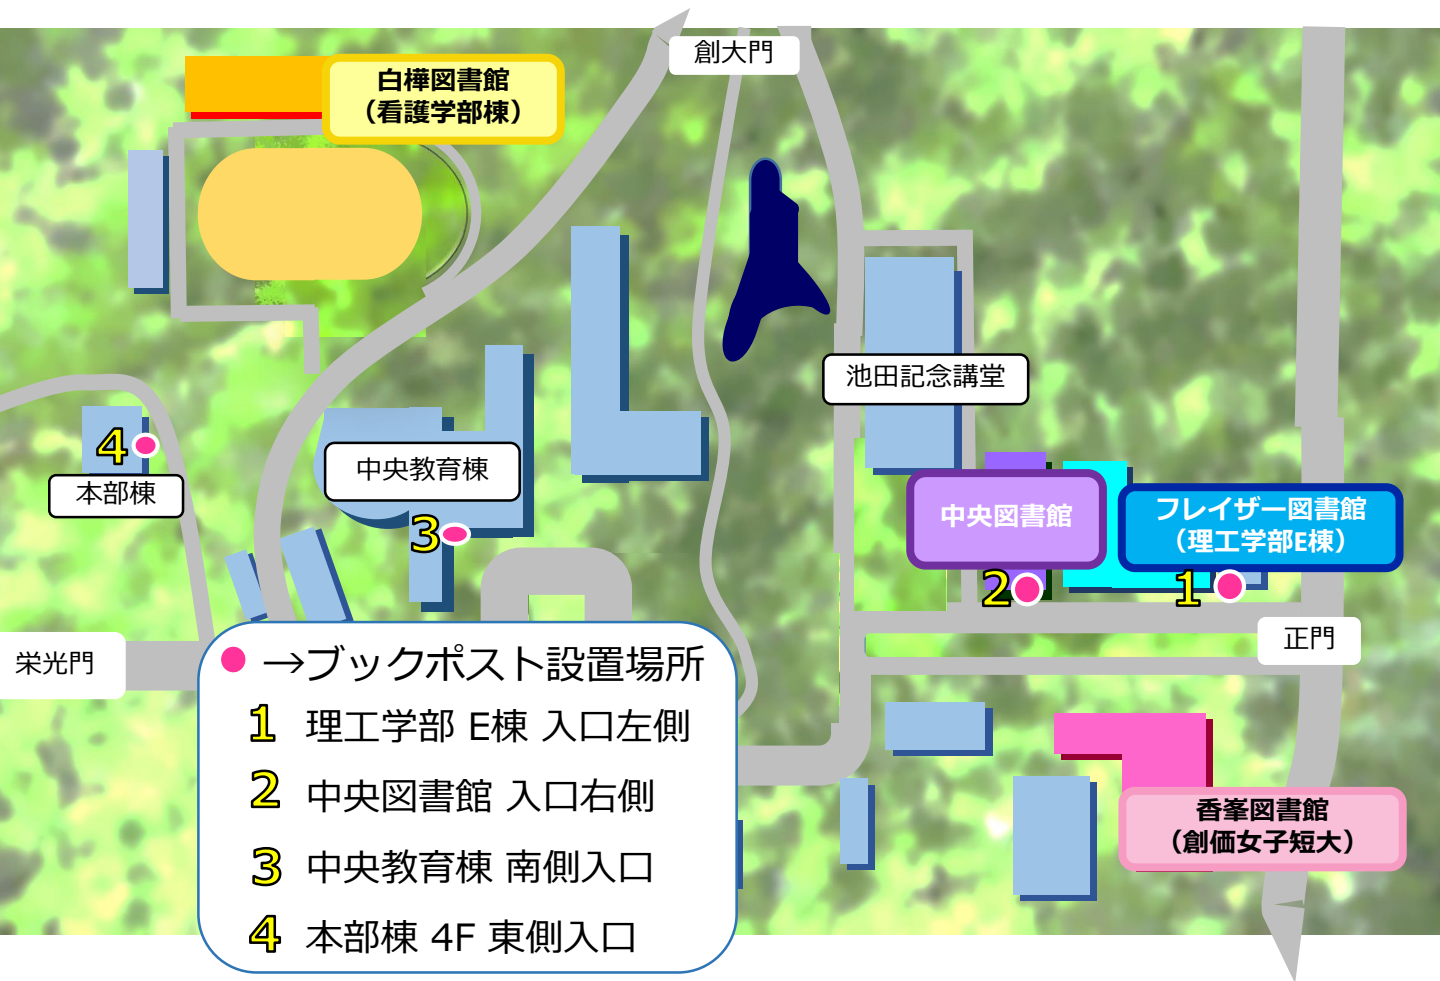 創大門
白樺図書館
（看護学部棟）
池田記念講堂
中央教育棟
4
本部棟
3
中央図書館
フレイザー図書館
（理工学部E棟）
2
1
正門
栄光門
→ブックポスト設置場所
1 理工学部 E棟 入口左側
2 中央図書館 入口右側
3 中央教育棟 南側入口
4 本部棟 4F 東側入口
香峯図書館
（創価女子短大）